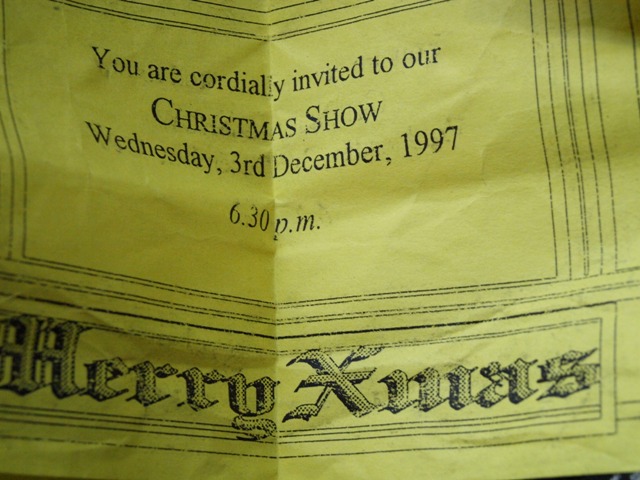 You are cordially invited to our
CHRISTMAS SHOW
Wednesday, 3rd December, 1997
6.30 p.m.
Merry Xmas